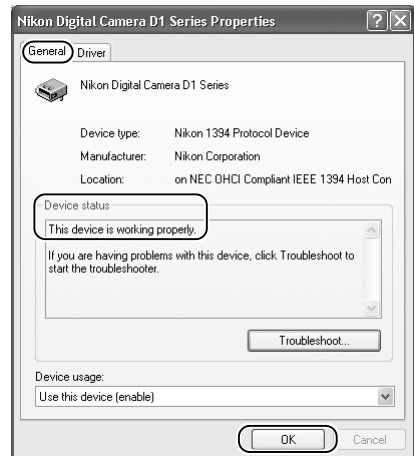 Nikon Digital Camera D1 Series Properties
General Driver
Nikon Digital Camera D1 Series
Device type: Nikon 1394 Protocol Device
Manufacturer: Nikon Corporation
Location: on NEC OHCI Compliant IEEE 1394 Host Con
Device status
This device is working properly.
If you are having problems with this device, click Troubleshoot to
start the troubleshooter.
Troubleshoot...
Device usage:
Use this device (enable)
OK Cancel